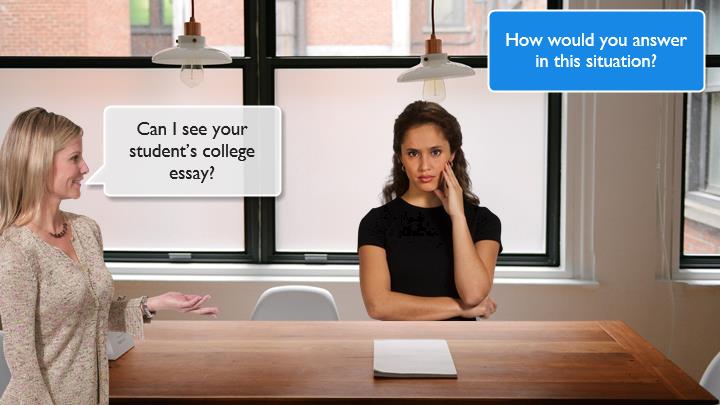 How would you answer
in this situation?
Can I see your
student's college
essay?